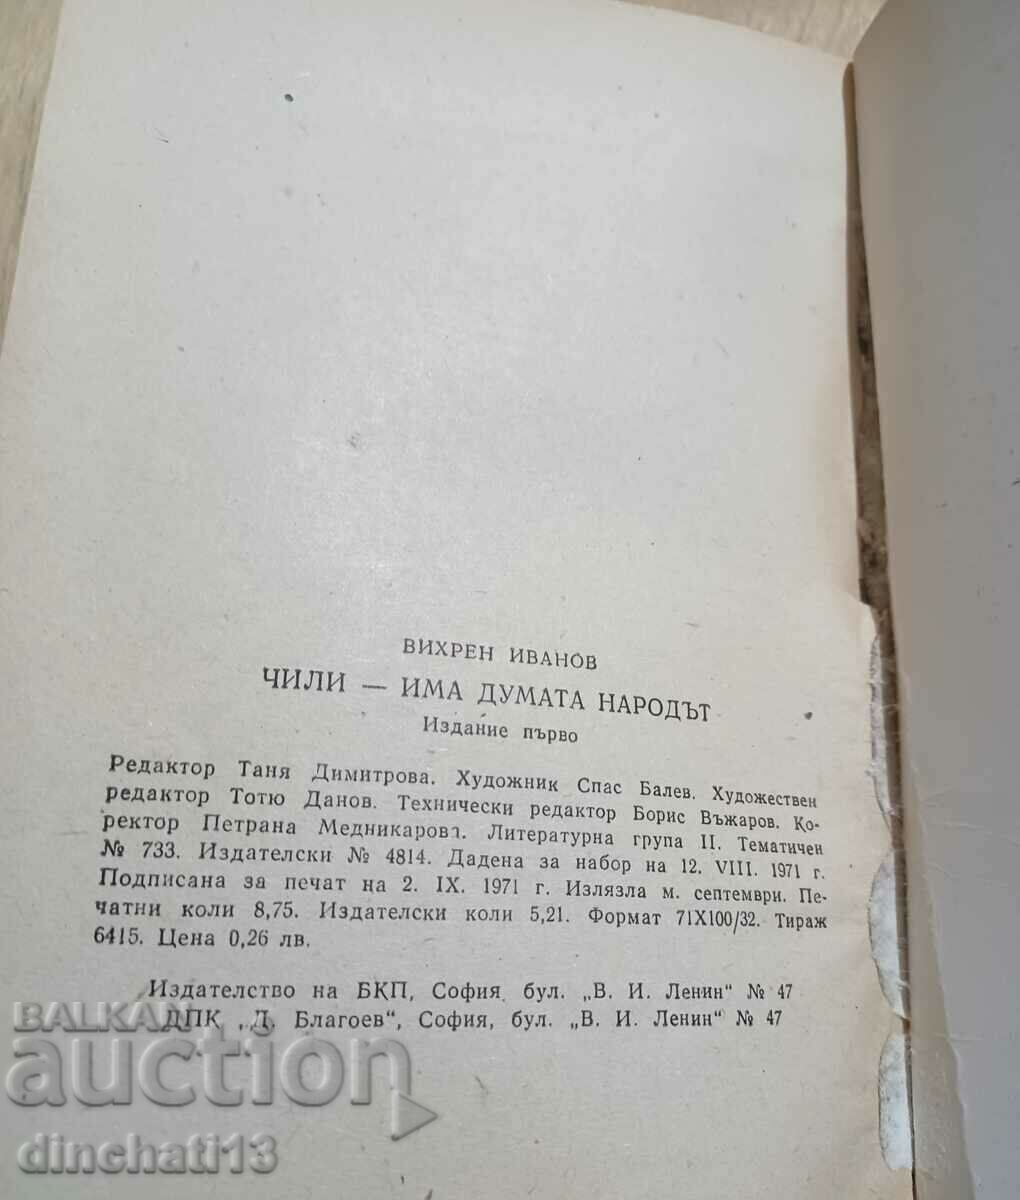 ВИХРЕН ИВАНОВ
ЧИЛИ — ИМА ДУМАТА НАРОДЪТ
Издание първо
Редактор Таня Димитрова. Художник Спас Балев. Художествен
редактор Тотю Данов. Технически редактор Борис Въжаров. Ко-
ректор Петрана Медникарова. Литературна група II. Тематичен
№ 733. Издателски № 4814. Дадена за набор на 12. VIII. 1971 г.
Подписана за печат на 2. IX. 1971 г. Излязла м. септември. Пе-
чатни коли 8,75. Издателски коли 5,21. Формат 71X100/32. Тираж
6415. Цена 0,26 лв.
Издателство на БКП, София, бул. „В. И. Ленин“ № 47
ДПК „Д. Благоев“, София, бул. „В. И. Ленин“ № 47
BALKAN
auction
dinchati13